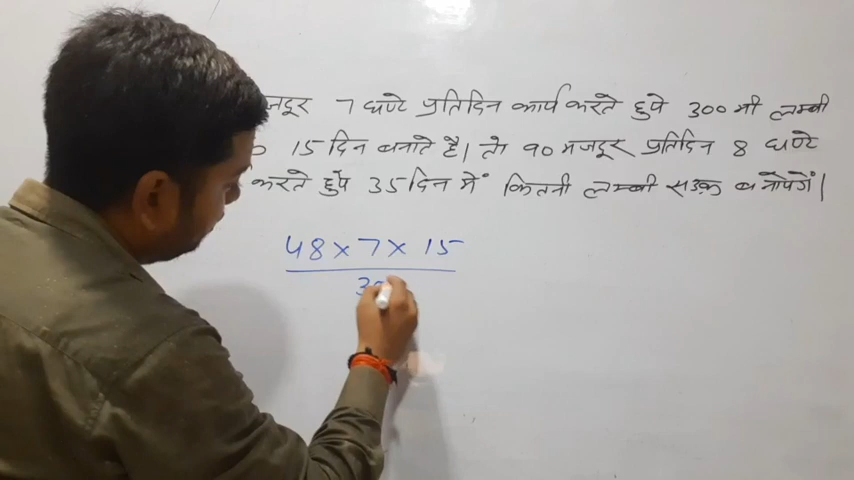 मजदूर 7 घण्टे प्रतिदिन कार्य करते हुये 300 मी लम्बी
15 दिन बनाते है। तो 90 मजदूर प्रतिदिन 8 घण्टे
करते हुये 35 दिन में कितनी लम्बी सड़क बनायेगें।
48 x 7 x 15